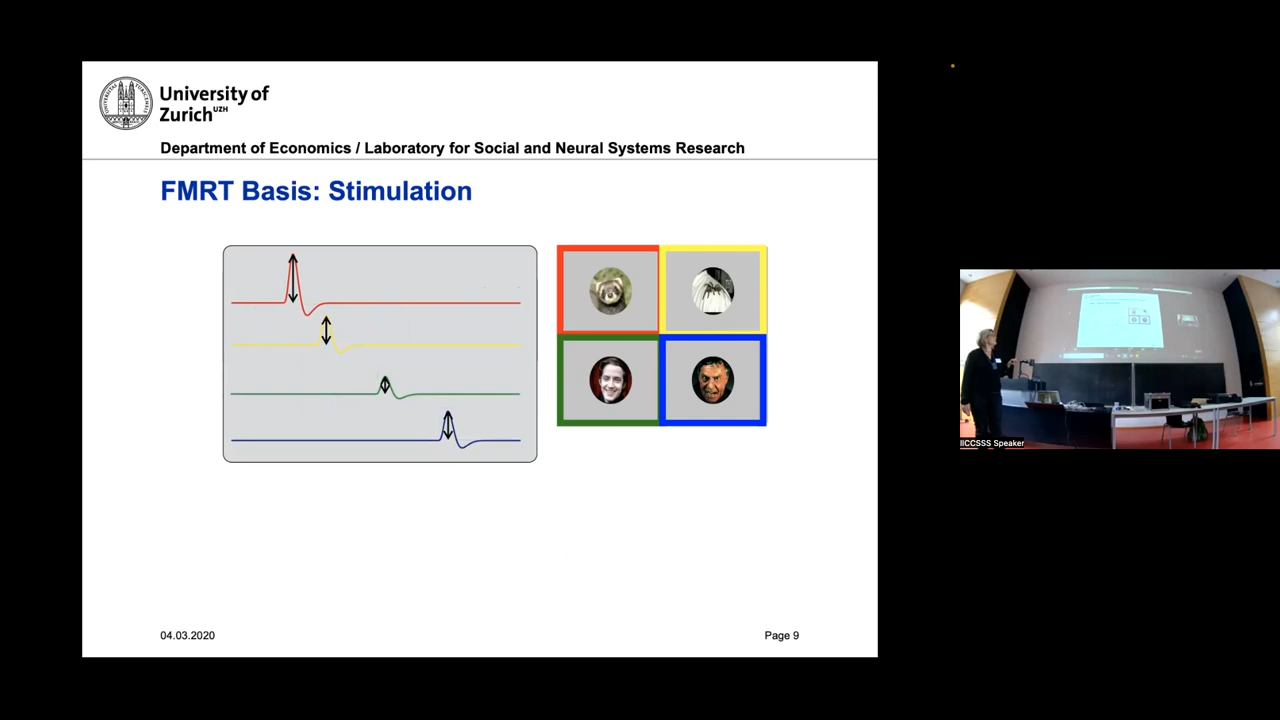 University of
Zurich UZH
Department of Economics / Laboratory for Social and Neural Systems Research
FMRT Basis: Stimulation
04.03.2020
Page 9
IICCSSS Speaker